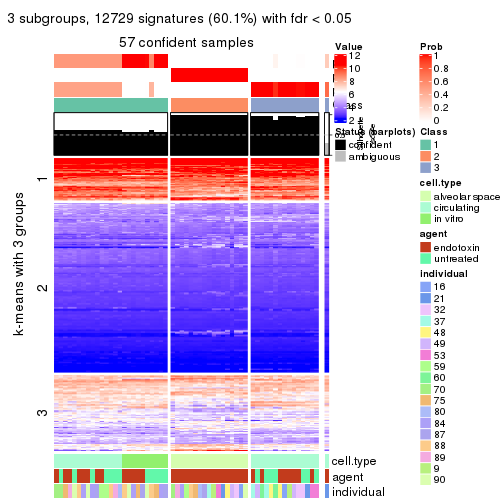 3 subgroups, 12729 signatures (60.1%) with fdr < 0.05
57 confident samples
k-means with 3 groups
1
2
3
Value
12
10
8
6
4
2
Status (barplots)
confident
ambiguous
Prob
1
0.8
0.6
0.4
0.2
0
Class
1
2
3
cell.type
alveolar space
circulating
in vitro
agent
endotoxin
untreated
individual
16
21
32
37
48
49
53
59
60
70
75
80
84
87
88
89
9
90
cell.type
agent
individual